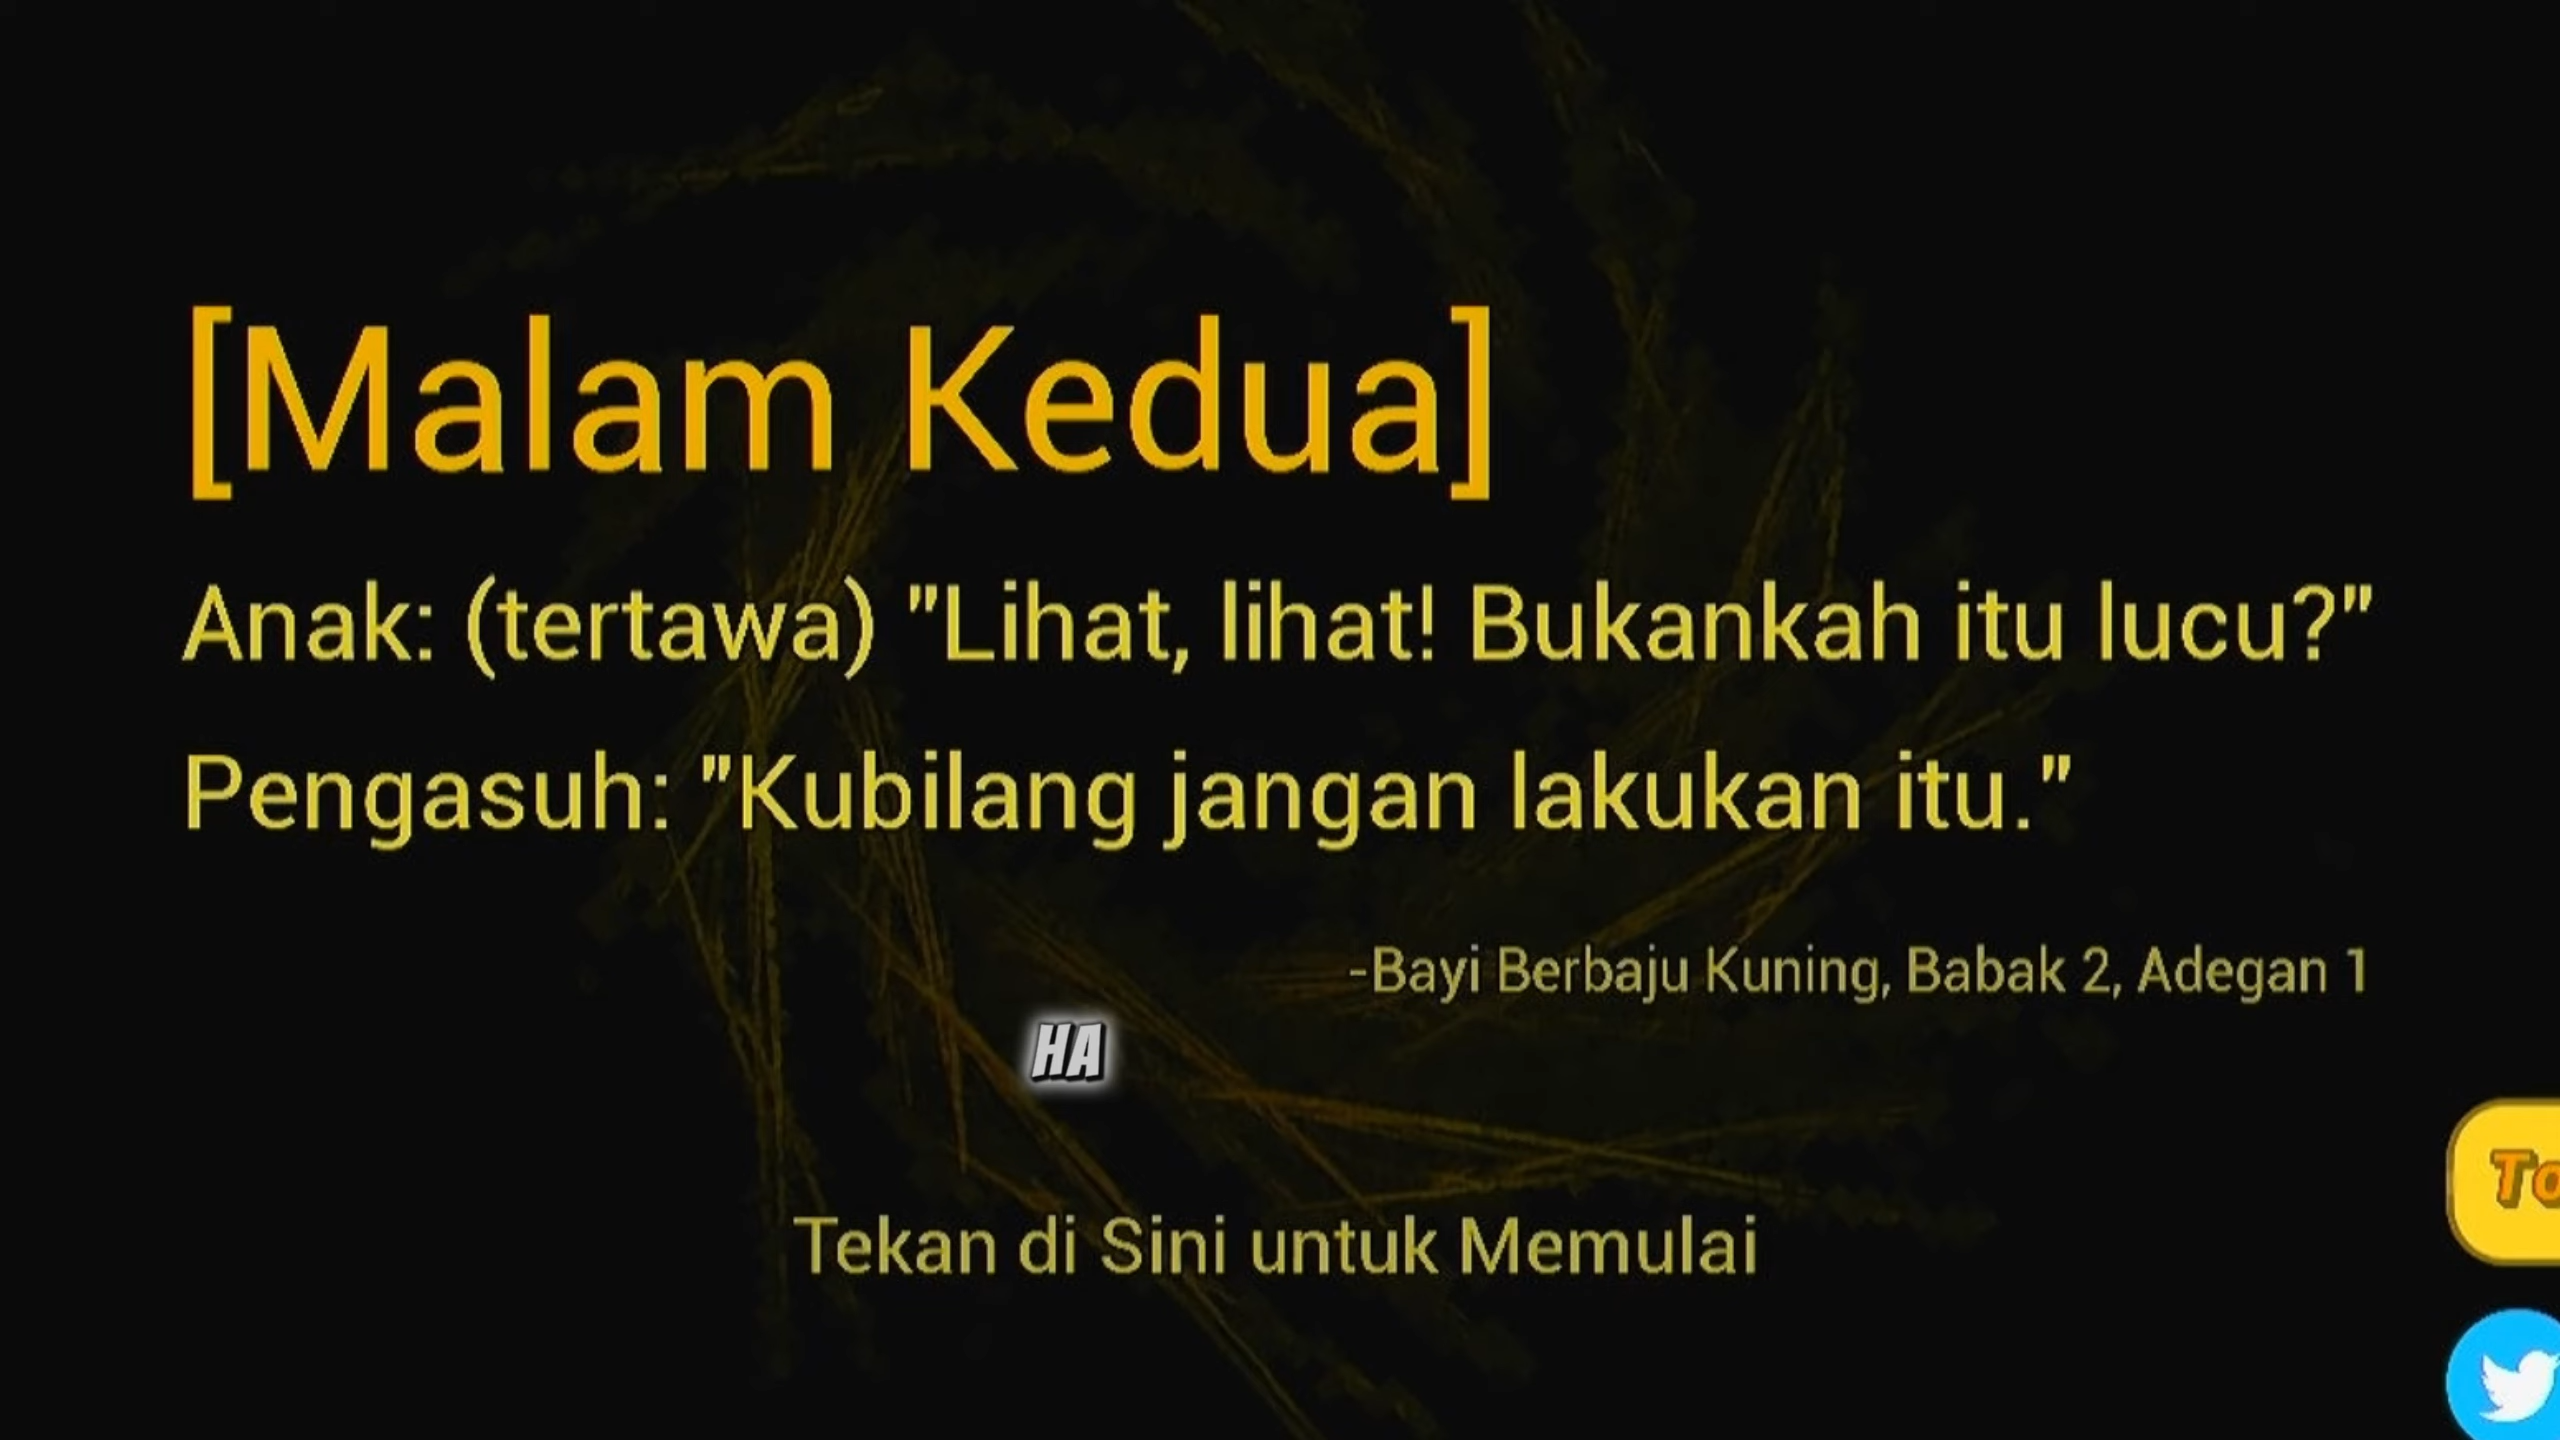 [Malam Kedua]
Anak: (tertawa) "Lihat, lihat! Bukankah itu lucu?"
Pengasuh: "Kubilang jangan lakukan itu."
-Bayi Berbaju Kuning, Babak 2, Adegan 1
HA
Tekan di Sini untuk Memulai